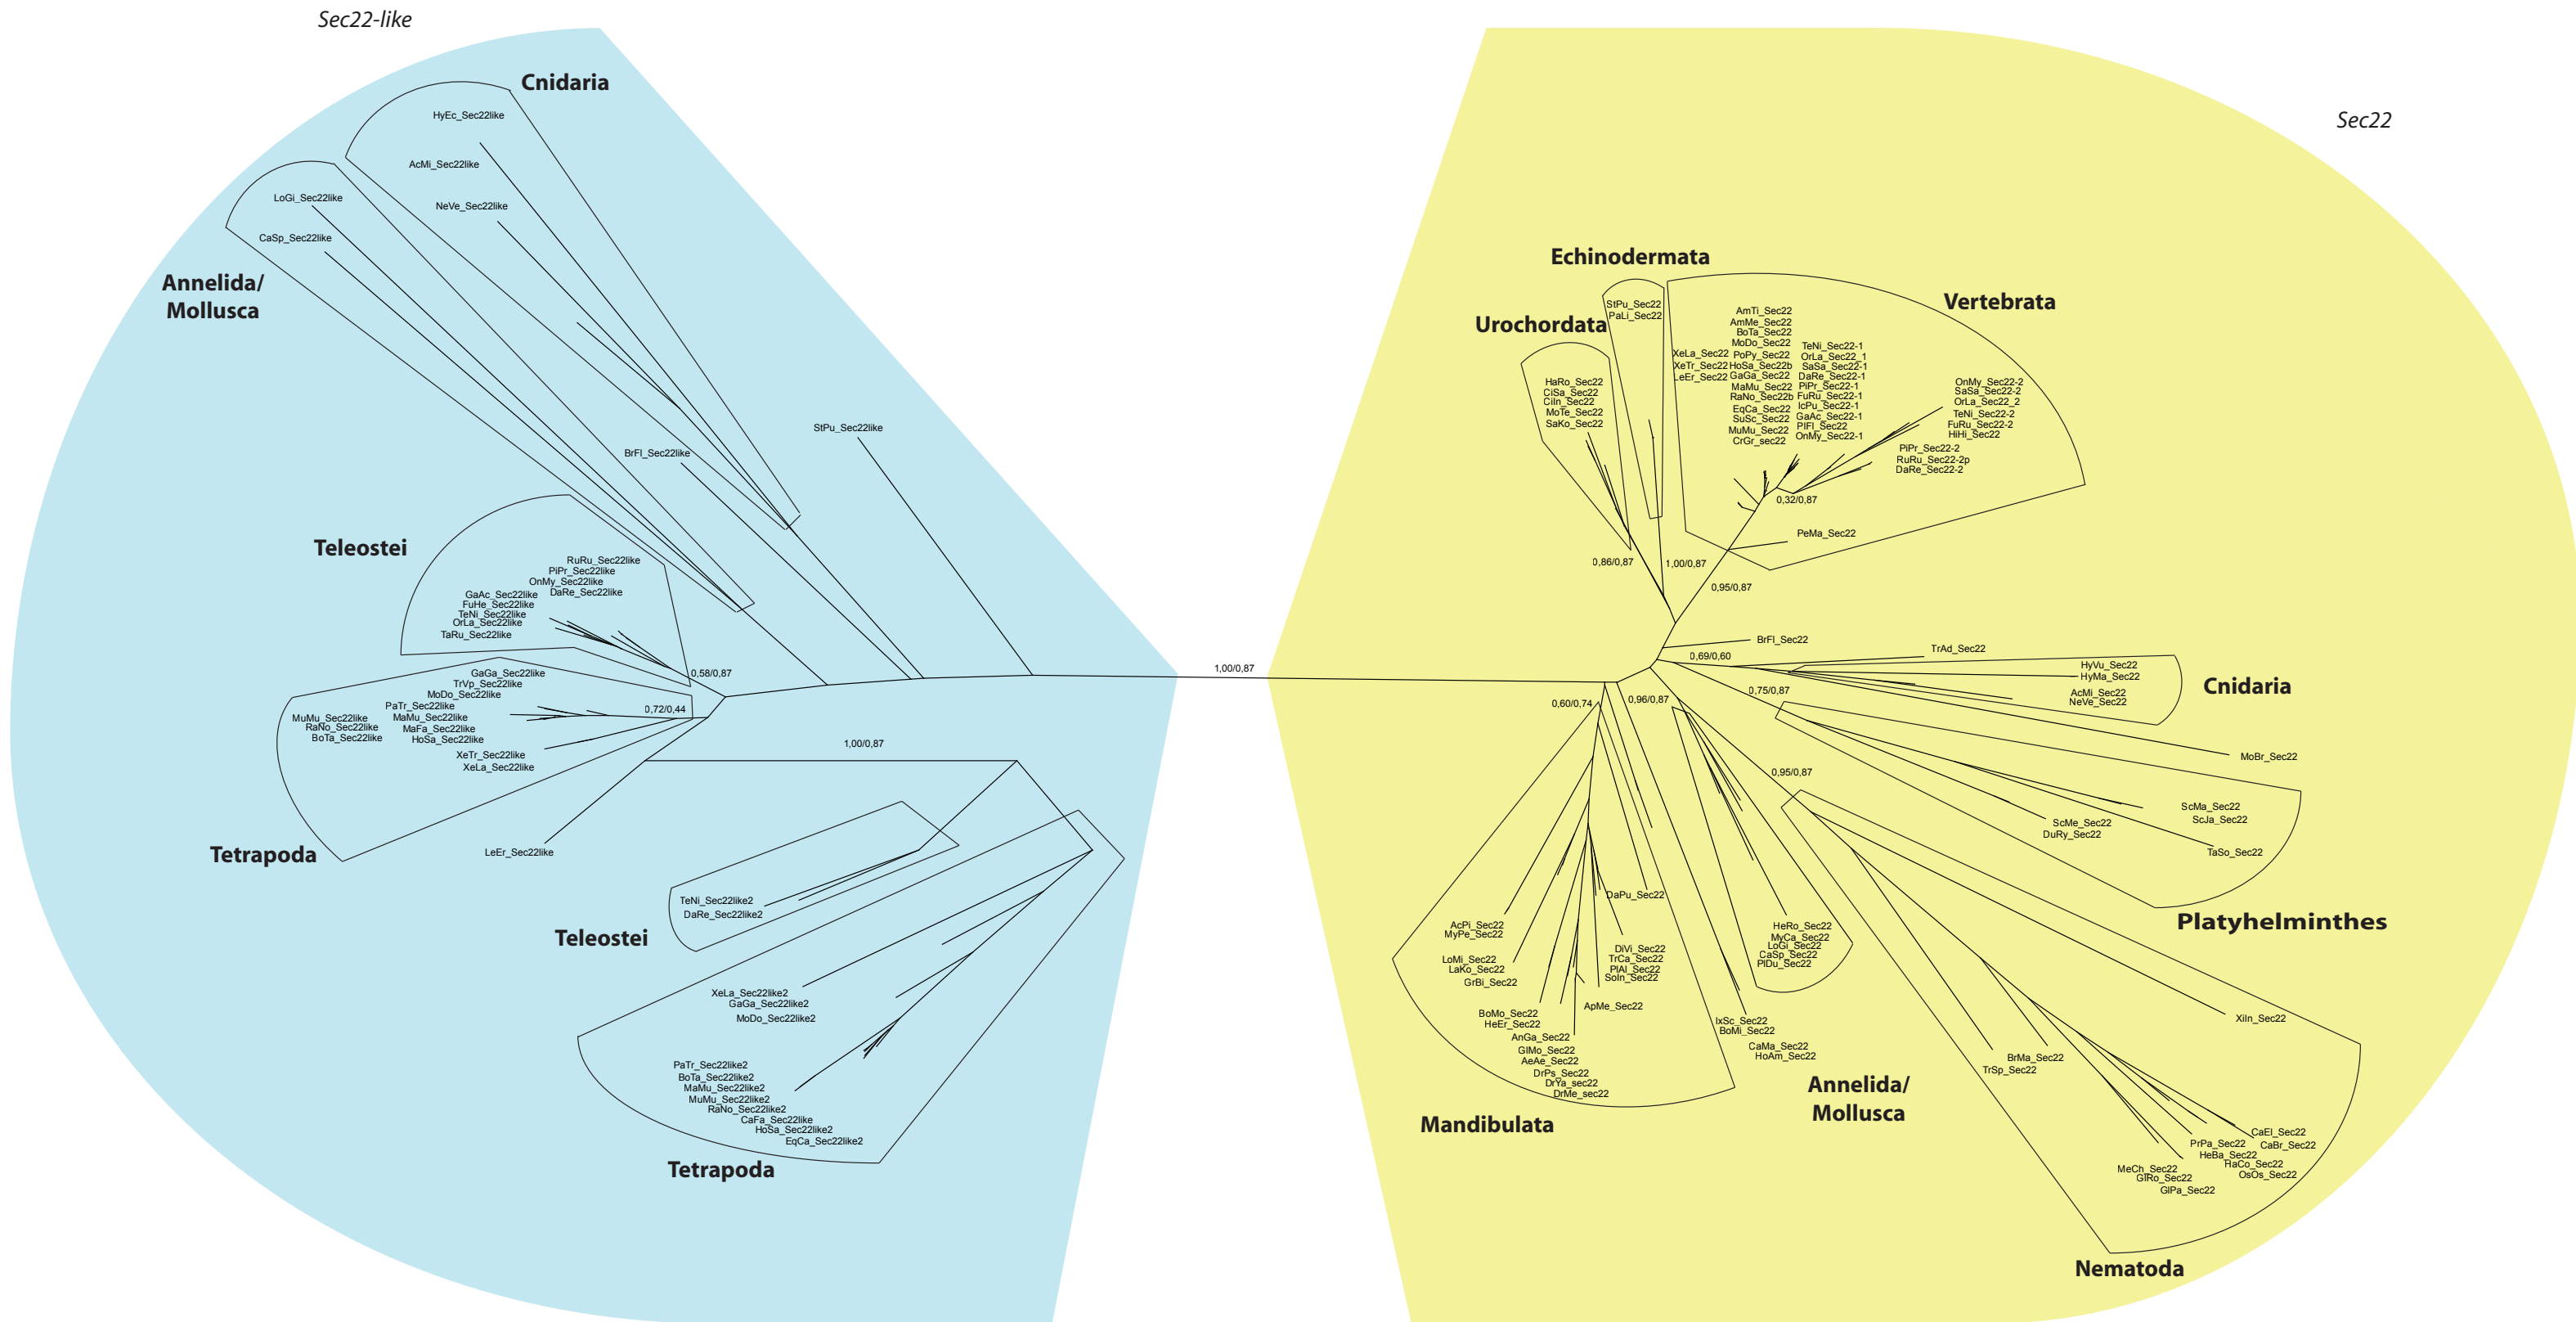 Sec22-like
Cnidaria
HyEc_Sec22like
AcMi_Sec22like
NeVe_Sec22like
LoGi_Sec22like
CaSp_Sec22like
Annelida/
Mollusca
StPu_Sec22like
BrFl_Sec22like
Teleostei
RuRu_Sec22like
PiPr_Sec22like
OnMy_Sec22like
DaRe_Sec22like
GaAc_Sec22like
FuHe_Sec22like
TeNi_Sec22like
OrLa_Sec22like
TaRu_Sec22like
0,58/0,87
GaGa_Sec22like
TrVp_Sec22like
MoDo_Sec22like
PaTr_Sec22like
MaMu_Sec22like
MaFa_Sec22like
HoSa_Sec22like
MuMu_Sec22like
RaNo_Sec22like
BoTa_Sec22like
0,72/0,44
XeTr_Sec22like
XeLa_Sec22like
Tetrapoda
LeEr_Sec22like
1,00/0,87
TeNi_Sec22like2
DaRe_Sec22like2
Teleostei
XeLa_Sec22like2
GaGa_Sec22like2
MoDo_Sec22like2
PaTr_Sec22like2
BoTa_Sec22like2
MaMu_Sec22like2
MuMu_Sec22like2
RaNo_Sec22like2
CaFa_Sec22like
HoSa_Sec22like2
EqCa_Sec22like2
Tetrapoda
1,00/0,87
Sec22
Echinodermata
StPu_Sec22
PaLi_Sec22
Urochordata
HaRo_Sec22
CiSa_Sec22
CiIn_Sec22
MoTe_Sec22
SaKo_Sec22
Vertebrata
XeLa_Sec22
XeTr_Sec22
LeEr_Sec22
AmTi_Sec22
AmMe_Sec22
BoTa_Sec22
MoDo_Sec22
PoPy_Sec22
HoSa_Sec22b
GaGa_Sec22
MaMu_Sec22
RaNo_Sec22b
EqCa_Sec22
SuSc_Sec22
MuMu_Sec22
CrGr_sec22
TeNi_Sec22-1
OrLa_Sec22_1
SaSa_Sec22-1
DaRe_Sec22-1
PiPr_Sec22-1
FuRu_Sec22-1
IcPu_Sec22-1
GaAc_Sec22-1
PlFl_Sec22
OnMy_Sec22-1
OnMy_Sec22-2
SaSa_Sec22-2
OrLa_Sec22_2
TeNi_Sec22-2
FuRu_Sec22-2
HiHi_Sec22
PiPr_Sec22-2
RuRu_Sec22-2p
DaRe_Sec22-2
0,32/0,87
PeMa_Sec22
0,86/0,87
1,00/0,87
0,95/0,87
BrFl_Sec22
0,69/0,60
TrAd_Sec22
HyVu_Sec22
HyMa_Sec22
AcMi_Sec22
NeVe_Sec22
Cnidaria
0,75/0,87
0,60/0,74
0,96/0,87
MoBr_Sec22
0,95/0,87
ScMa_Sec22
ScJa_Sec22
ScMe_Sec22
DuRy_Sec22
TaSo_Sec22
Platyhelminthes
DaPu_Sec22
AcPi_Sec22
MyPe_Sec22
LoMi_Sec22
LaKo_Sec22
GrBi_Sec22
DiVi_Sec22
TrCa_Sec22
PlAl_Sec22
SoIn_Sec22
ApMe_Sec22
BoMo_Sec22
HeEr_Sec22
AnGa_Sec22
GlMo_Sec22
AeAe_Sec22
DrPs_Sec22
DrYa_sec22
DrMe_sec22
Mandibulata
IxSc_Sec22
BoMi_Sec22
CaMa_Sec22
HoAm_Sec22
HeRo_Sec22
MyCa_Sec22
LoGi_Sec22
CaSp_Sec22
PlDu_Sec22
Annelida/
Mollusca
XiIn_Sec22
BrMa_Sec22
TrSp_Sec22
CaEl_Sec22
CaBr_Sec22
PrPa_Sec22
HeBa_Sec22
HaCo_Sec22
OsOs_Sec22
MeCh_Sec22
GlRo_Sec22
GlPa_Sec22
Nematoda